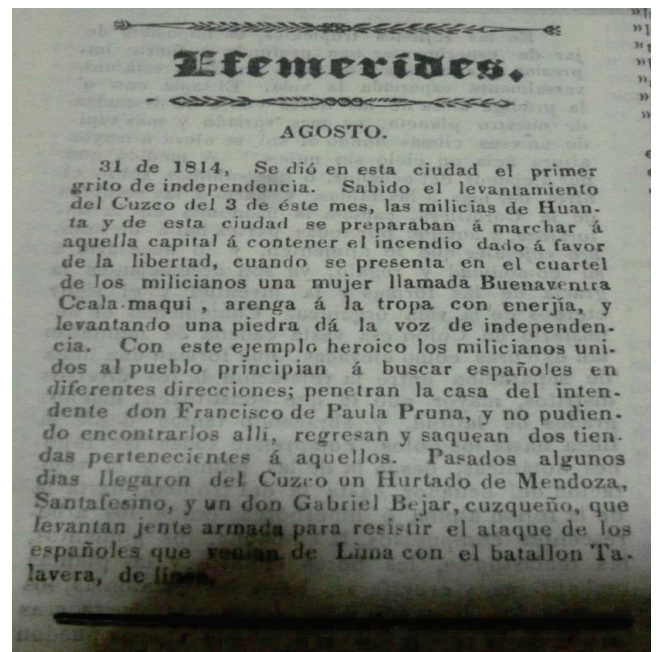 Efemerídes.
AGOSTO.
31 de 1814, Se dió en esta ciudad el primer
grito de independencia. Sabido el levantamiento
del Cuzco del 3 de éste mes, las milicias de Huan-
ta y de esta ciudad se preparaban á marchar á
aquella capital á contener el incendio dado á favor
de la libertad, cuando se presenta en el cuartel
de los milicianos una mujer llamada Buenaventra
Ccala-maqui, arenga á la tropa con enerjía, y
levantando una piedra dá la voz de independen-
cia. Con este ejemplo heroico los milicianos uni-
dos al pueblo principian á buscar españoles en
diferentes direcciones; penetran la casa del inten-
dente don Francisco de Paula Pruna, y no pudien-
do encontrarlos allí, regresan y saquean dos tien-
das pertenecientes á aquellos. Pasados algunos
dias llegaron del Cuzco un Hurtado de Mendoza,
Santafesino, y un don Gabriel Bejar, cuzqueño, que
levantan jente armada para resistir el ataque de los
españoles que venian de Lima con el batallon Ta-
lavera, de linea.